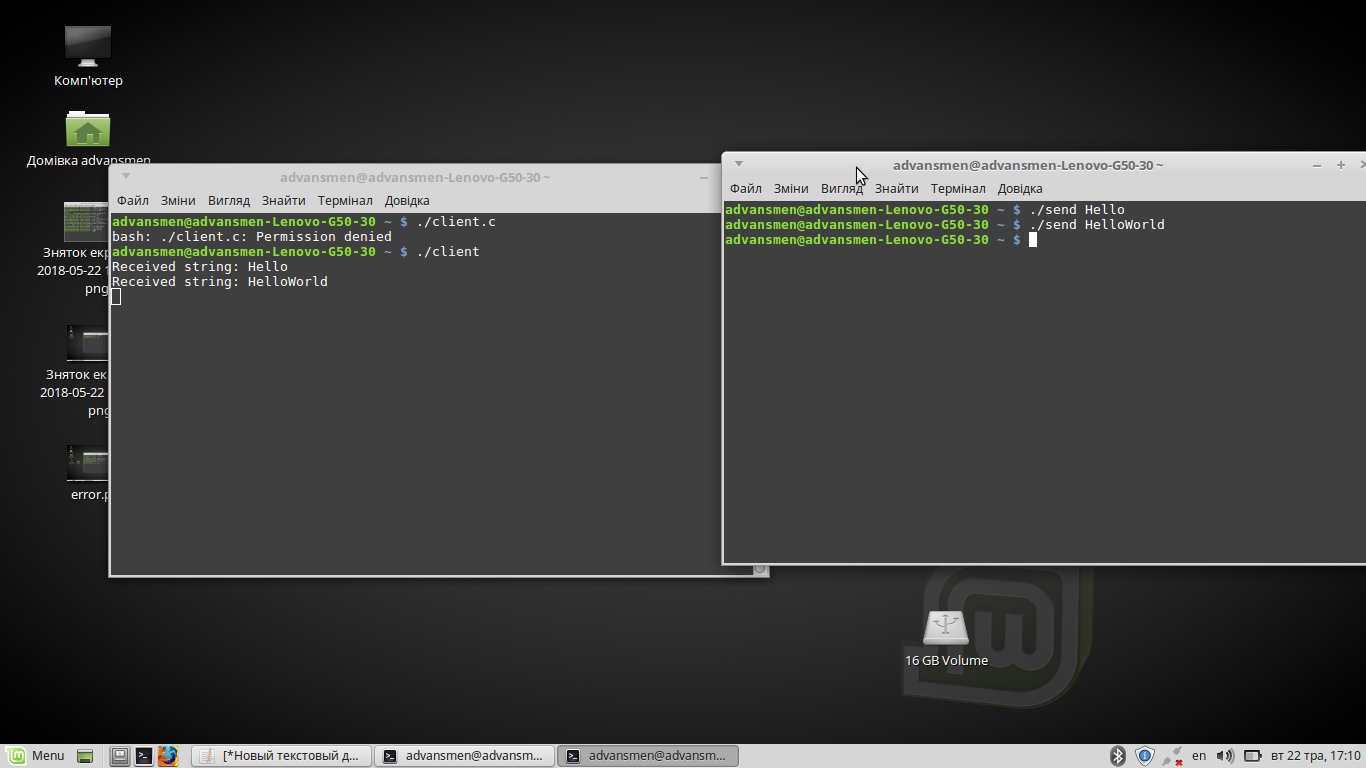 Комп'ютер
Домівка advansmen
Зняток екр
2018-05-22 1
png
Зняток ек
2018-05-22
png
error.p
advansmen@advansmen-Lenovo-G50-30 ~
Файл Зміни Вигляд Знайти Термінал Довідка
advansmen@advansmen-Lenovo-G50-30 ~ $ ./client.c
bash: ./client.c: Permission denied
advansmen@advansmen-Lenovo-G50-30 ~ $ ./client
Received string: Hello
Received string: HelloWorld
advansmen@advansmen-Lenovo-G50-30 ~
Файл Зміни Вигляд Знайти Термінал Довідка
advansmen@advansmen-Lenovo-G50-30 ~ $ ./send Hello
advansmen@advansmen-Lenovo-G50-30 ~ $ ./send HelloWorld
advansmen@advansmen-Lenovo-G50-30 ~ $
16 GB Volume
Menu [*Новый текстовый д... advansmen@advansm... advansmen@advansm... en вт 22 тра, 17:10